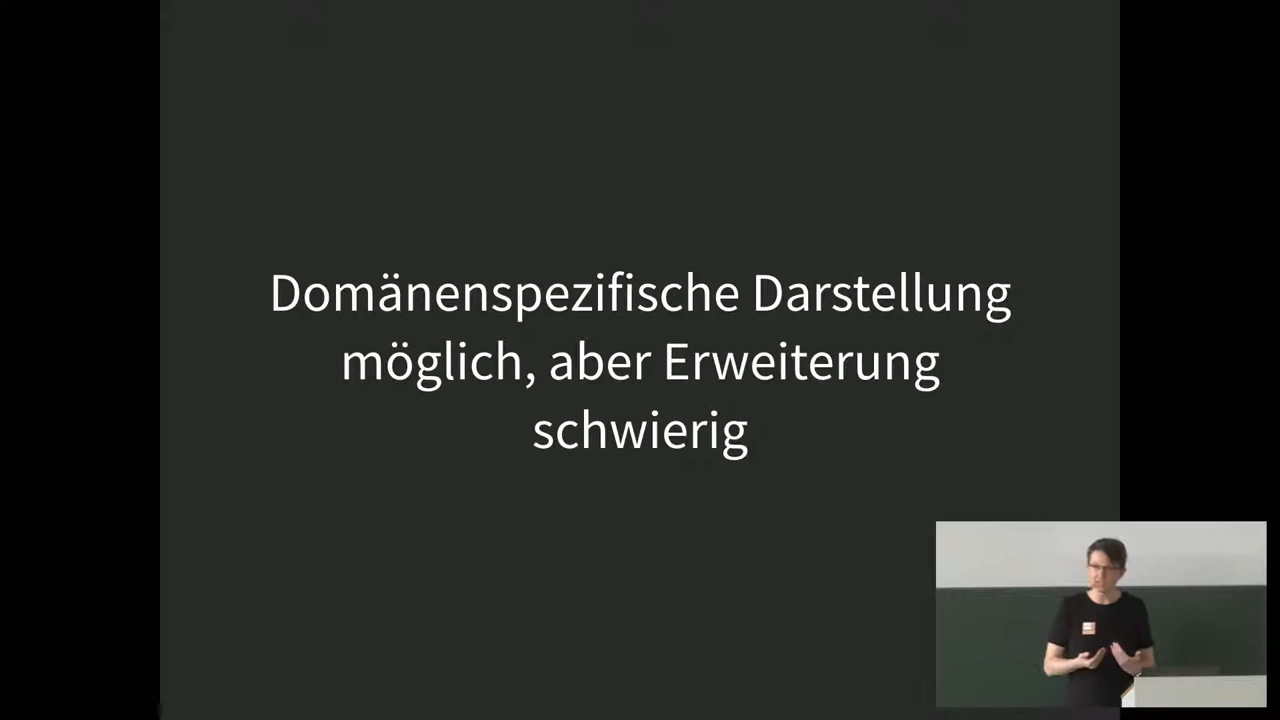 Domänenspezifische Darstellung
möglich, aber Erweiterung
schwierig